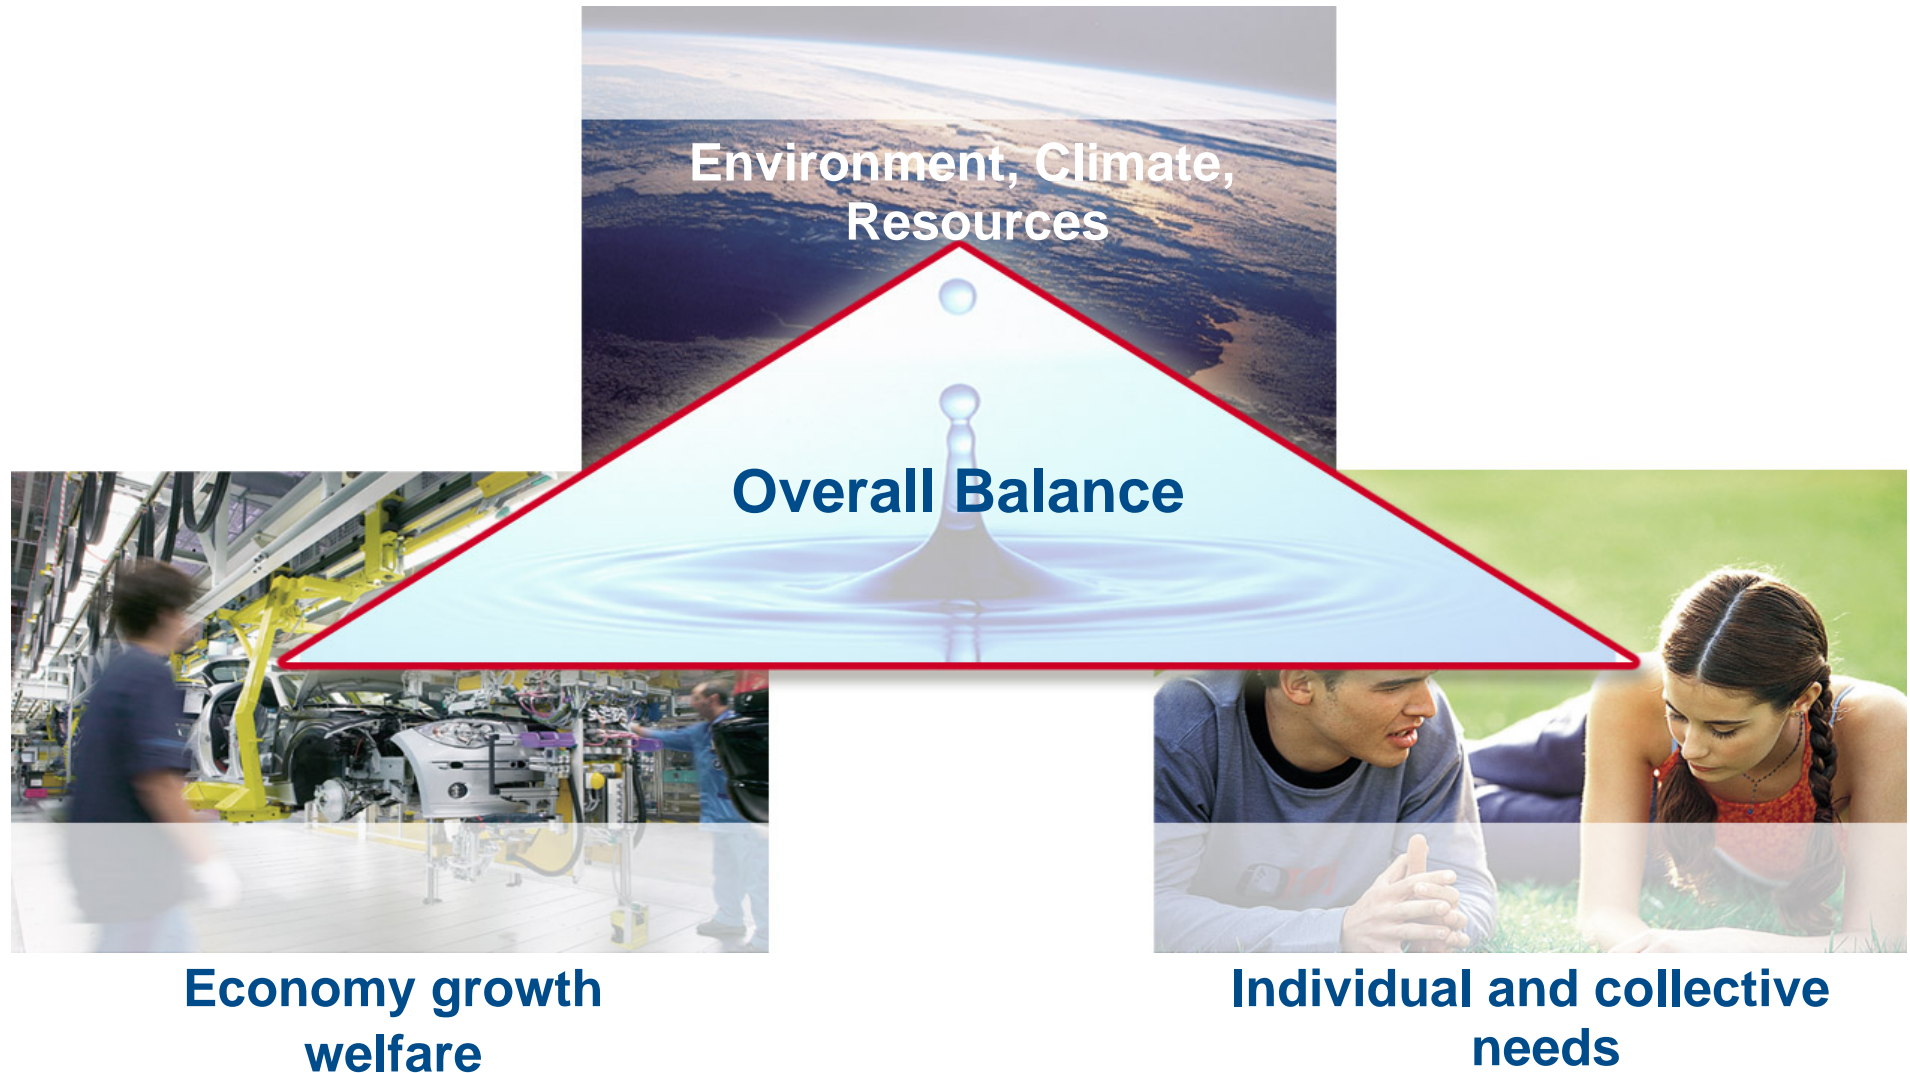 Environment, Climate,
Resources
Overall Balance
Economy growth
welfare
Individual and collective
needs